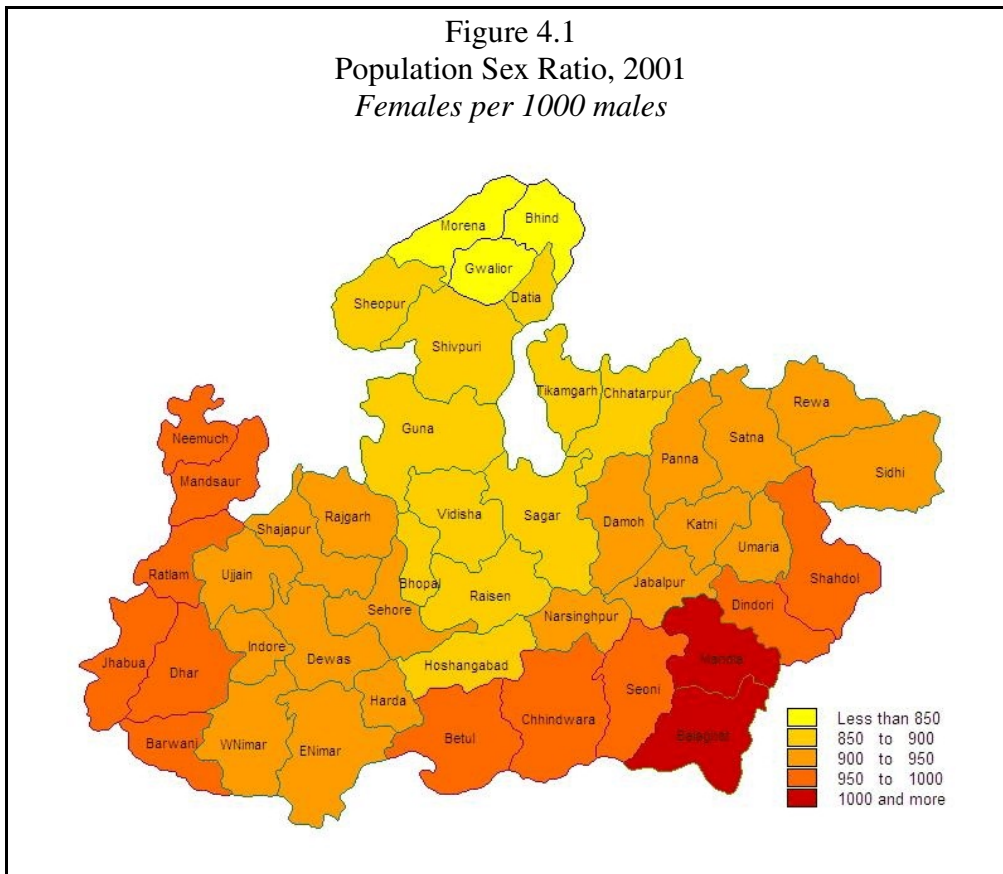 Figure 4.1
Population Sex Ratio, 2001
Females per 1000 males
Morena
Bhind
Gwalior
Sheopur
Datia
Shivpuri
Tikamgarh
Chhatarpur
Rewa
Neemuch
Guna
Satna
Panna
Sidhi
Mandsaur
Vidisha
Sagar
Rajgarh
Damoh
Katni
Shajapur
Umaria
Ratlam
Ujjain
Bhopal
Raisen
Jabalpur
Shahdol
Sehore
Dindori
Narsinghpur
Indore
Dewas
Hoshangabad
Mandla
Jhabua
Dhar
Harda
Seoni
Chhindwara
Barwani
WNimar
ENimar
Betul
Balaghat
Less than 850
850 to 900
900 to 950
950 to 1000
1000 and more